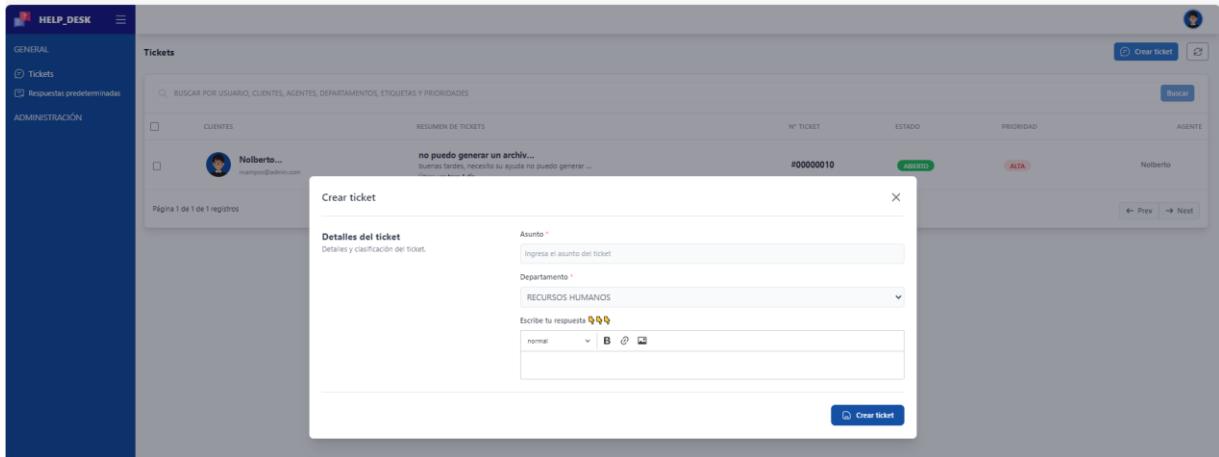 HELP_DESK
GENERAL
Tickets
Respuestas predeterminadas
ADMINISTRACIÓN
Tickets
Crear ticket
BUSCAR POR USUARIO, CLIENTES, AGENTES, DEPARTAMENTOS, ETIQUETAS Y PRIORIDADES
Buscar
CLIENTES RESUMEN DE TICKETS N° TICKET ESTADO PRIORIDAD AGENTE
Nolberto... no puedo generar un archiv... #00000010 ABIERTO ALTA Nolberto
buenas tardes, necesito su ayuda no puedo generar ...
Página 1 de 1 de 1 registros
← Prev → Next
Crear ticket
Detalles del ticket
Detalles y clasificación del ticket.
Asunto *
Ingresa el asunto del ticket
Departamento *
RECURSOS HUMANOS
Escribe tu respuesta 👇👇👇
normal B
Crear ticket